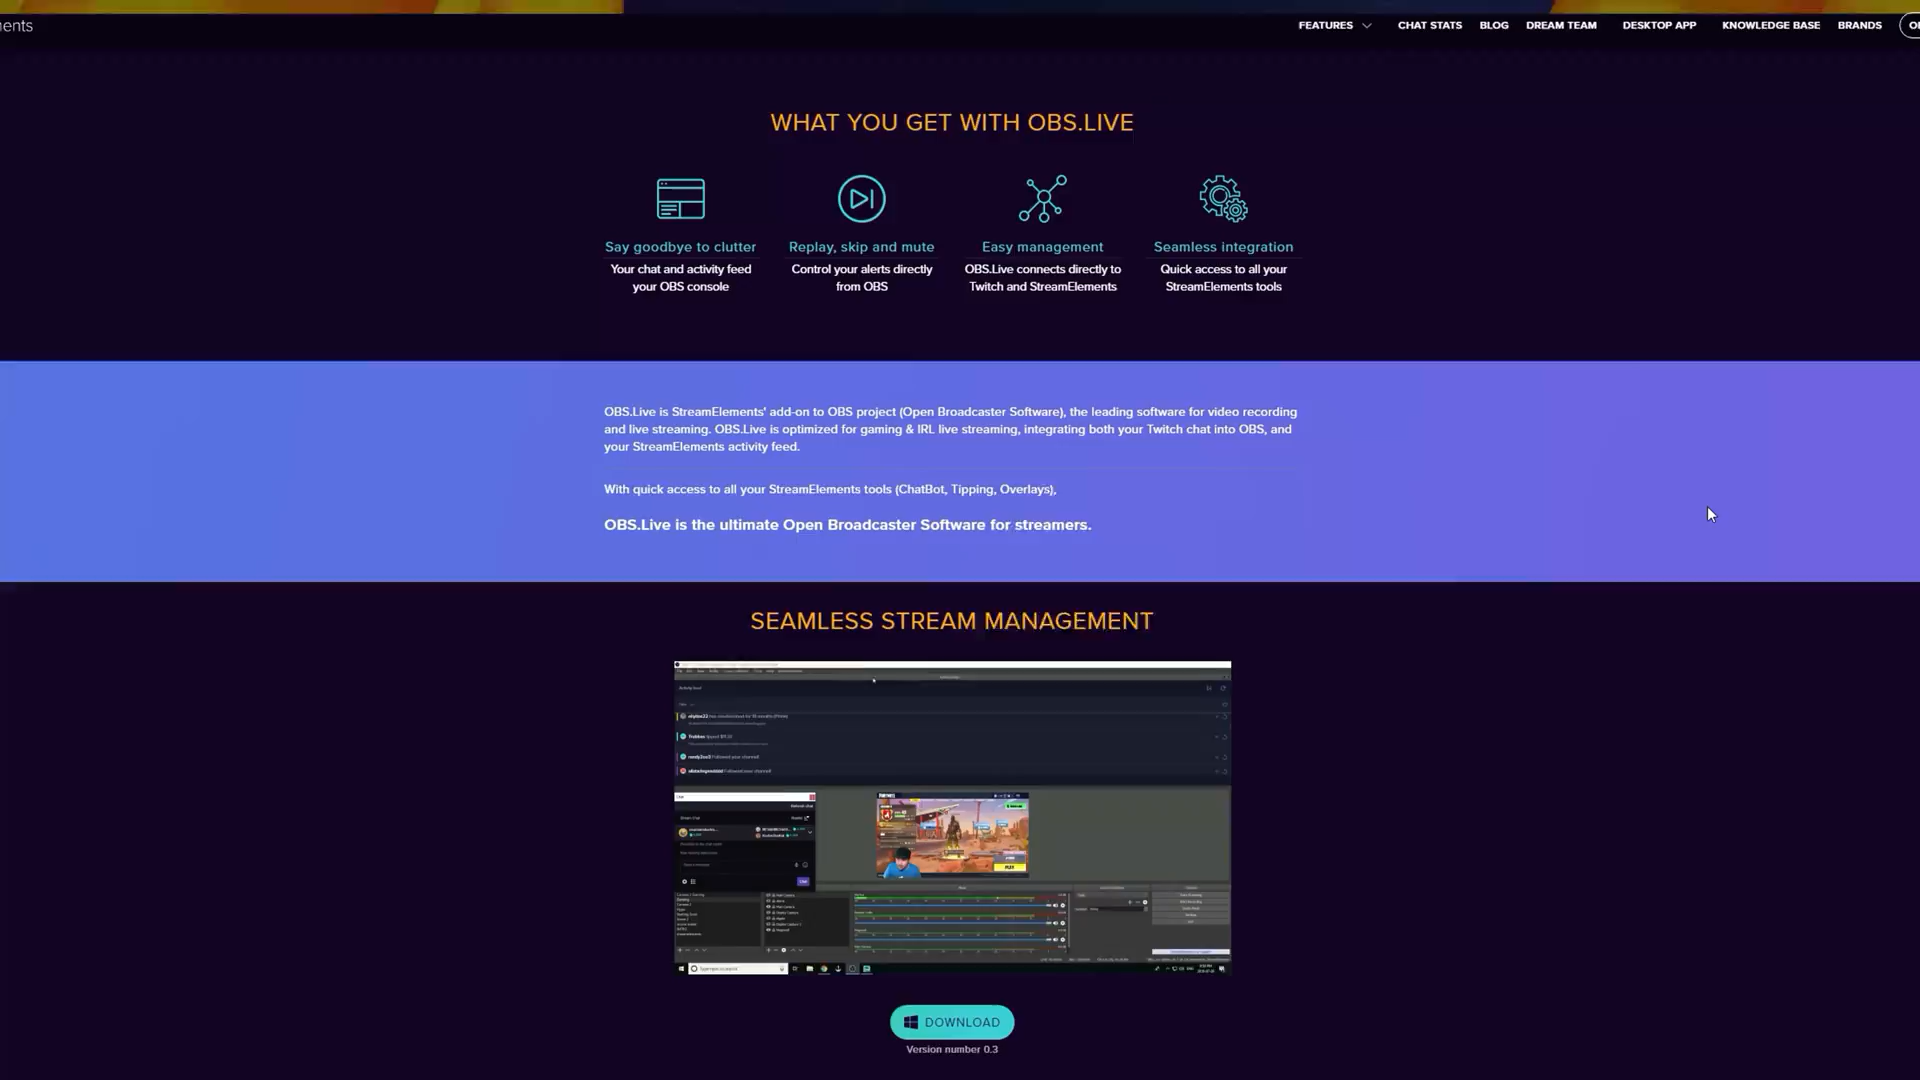 ents
FEATURES
CHAT STATS
BLOG
DREAM TEAM
DESKTOP APP
KNOWLEDGE BASE
BRANDS
WHAT YOU GET WITH OBS.LIVE
Say goodbye to clutter
Your chat and activity feed
your OBS console
Replay, skip and mute
Control your alerts directly
from OBS
Easy management
OBS.Live connects directly to
Twitch and StreamElements
Seamless integration
Quick access to all your
StreamElements tools
OBS.Live is StreamElements' add-on to OBS project (Open Broadcaster Software), the leading software for video recording
and live streaming. OBS.Live is optimized for gaming & IRL live streaming, integrating both your Twitch chat into OBS, and
your StreamElements activity feed.
With quick access to all your StreamElements tools (ChatBot, Tipping, Overlays),
OBS.Live is the ultimate Open Broadcaster Software for streamers.
SEAMLESS STREAM MANAGEMENT
DOWNLOAD
Version number 0.3